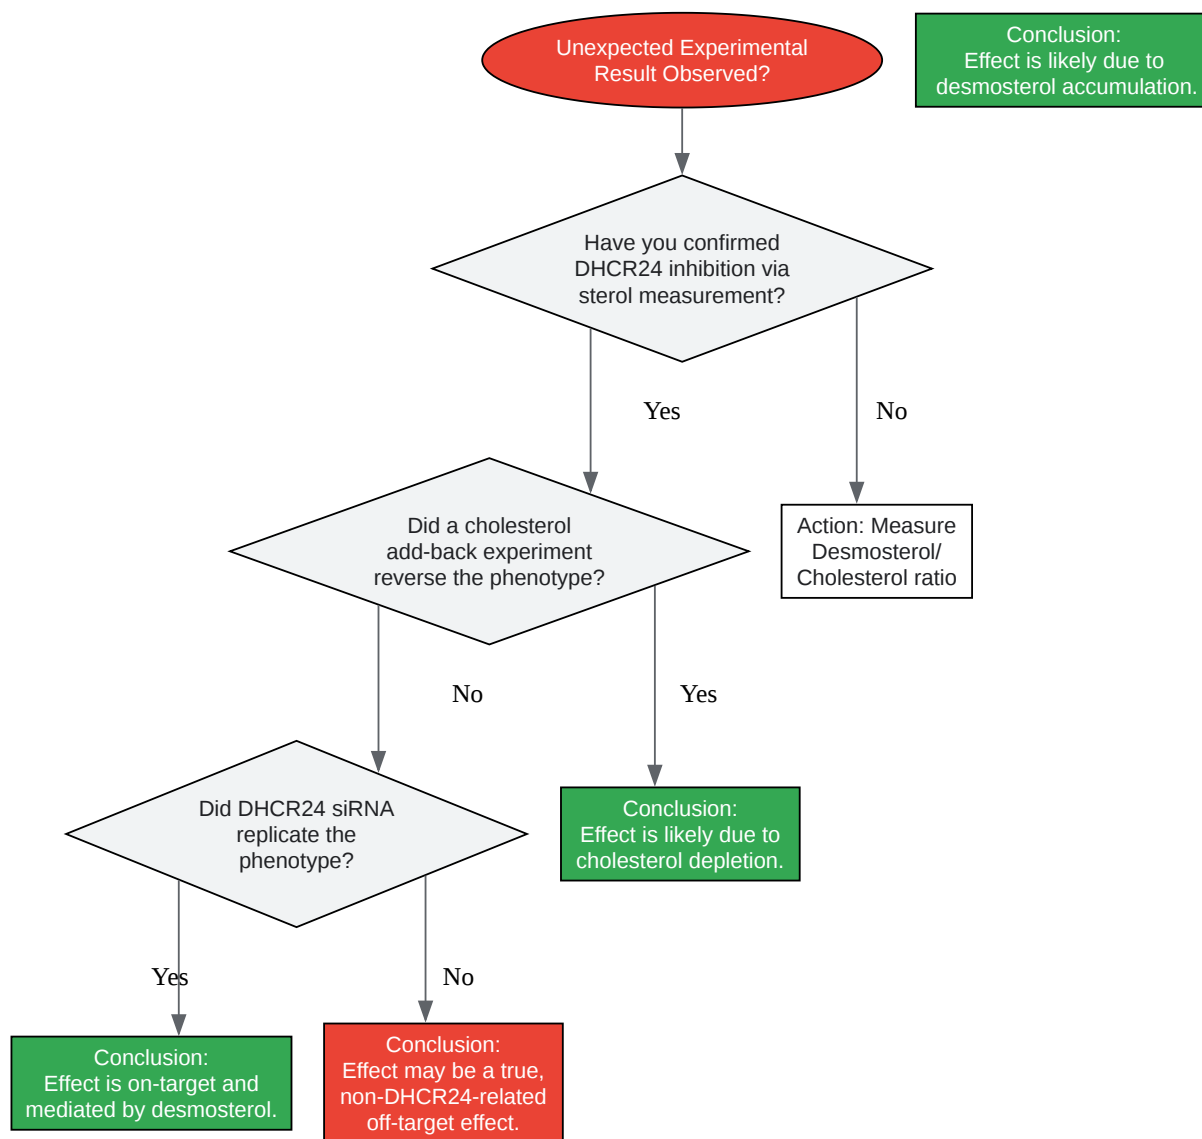 Unexpected Experimental
Result Observed?
Conclusion:
Effect is likely due to
desmosterol accumulation.
Have you confirmed
DHCR24 inhibition via
sterol measurement?
Yes
No
Did a cholesterol
add-back experiment
reverse the phenotype?
Action: Measure
Desmosterol/
Cholesterol ratio
No
Yes
Did DHCR24 siRNA
replicate the
phenotype?
Conclusion:
Effect is likely due to
cholesterol depletion.
Yes
No
Conclusion:
Effect is on-target and
mediated by desmosterol.
Conclusion:
Effect may be a true,
non-DHCR24-related
off-target effect.